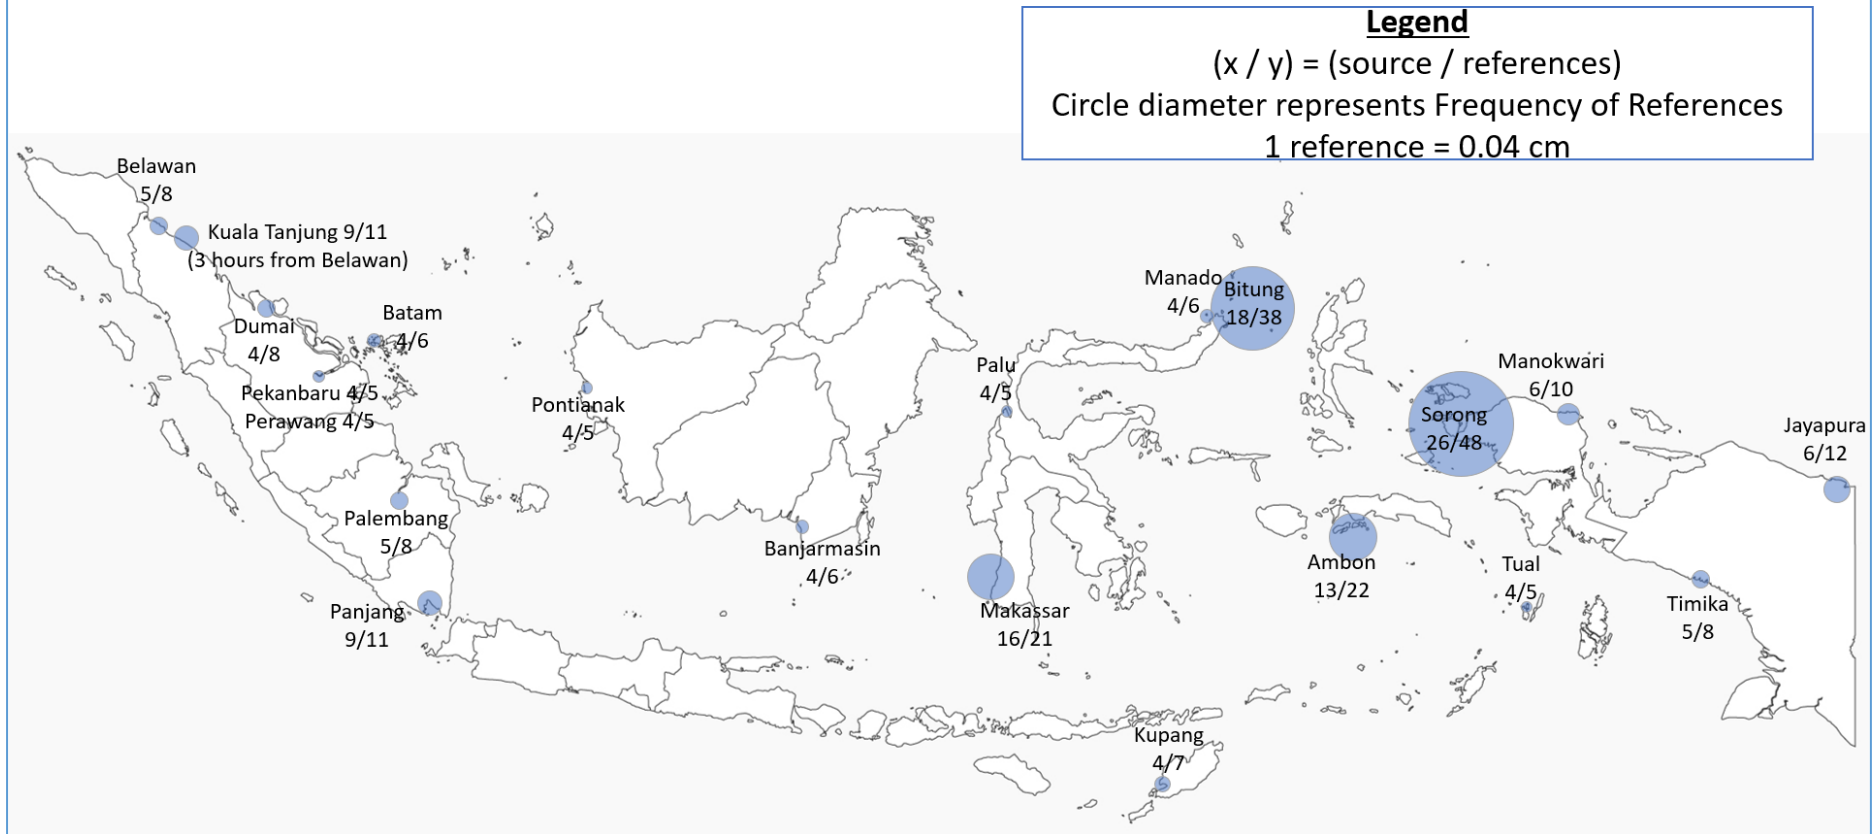 Legend
(x / y) = (source / references)
Circle diameter represents Frequency of References
1 reference = 0.04 cm
Belawan
5/8
Kuala Tanjung 9/11
(3 hours from Belawan)
Dumai
4/8
Batam
4/6
Pekanbaru 4/5
Perawang 4/5
Palembang
5/8
Panjang
9/11
Pontianak
4/5
Banjarmasin
4/6
Palu
4/5
Makassar
16/21
Manado
4/6
Bitung
18/38
Sorong
26/48
Manokwari
6/10
Jayapura
6/12
Ambon
13/22
Tual
4/5
Timika
5/8
Kupang
4/7